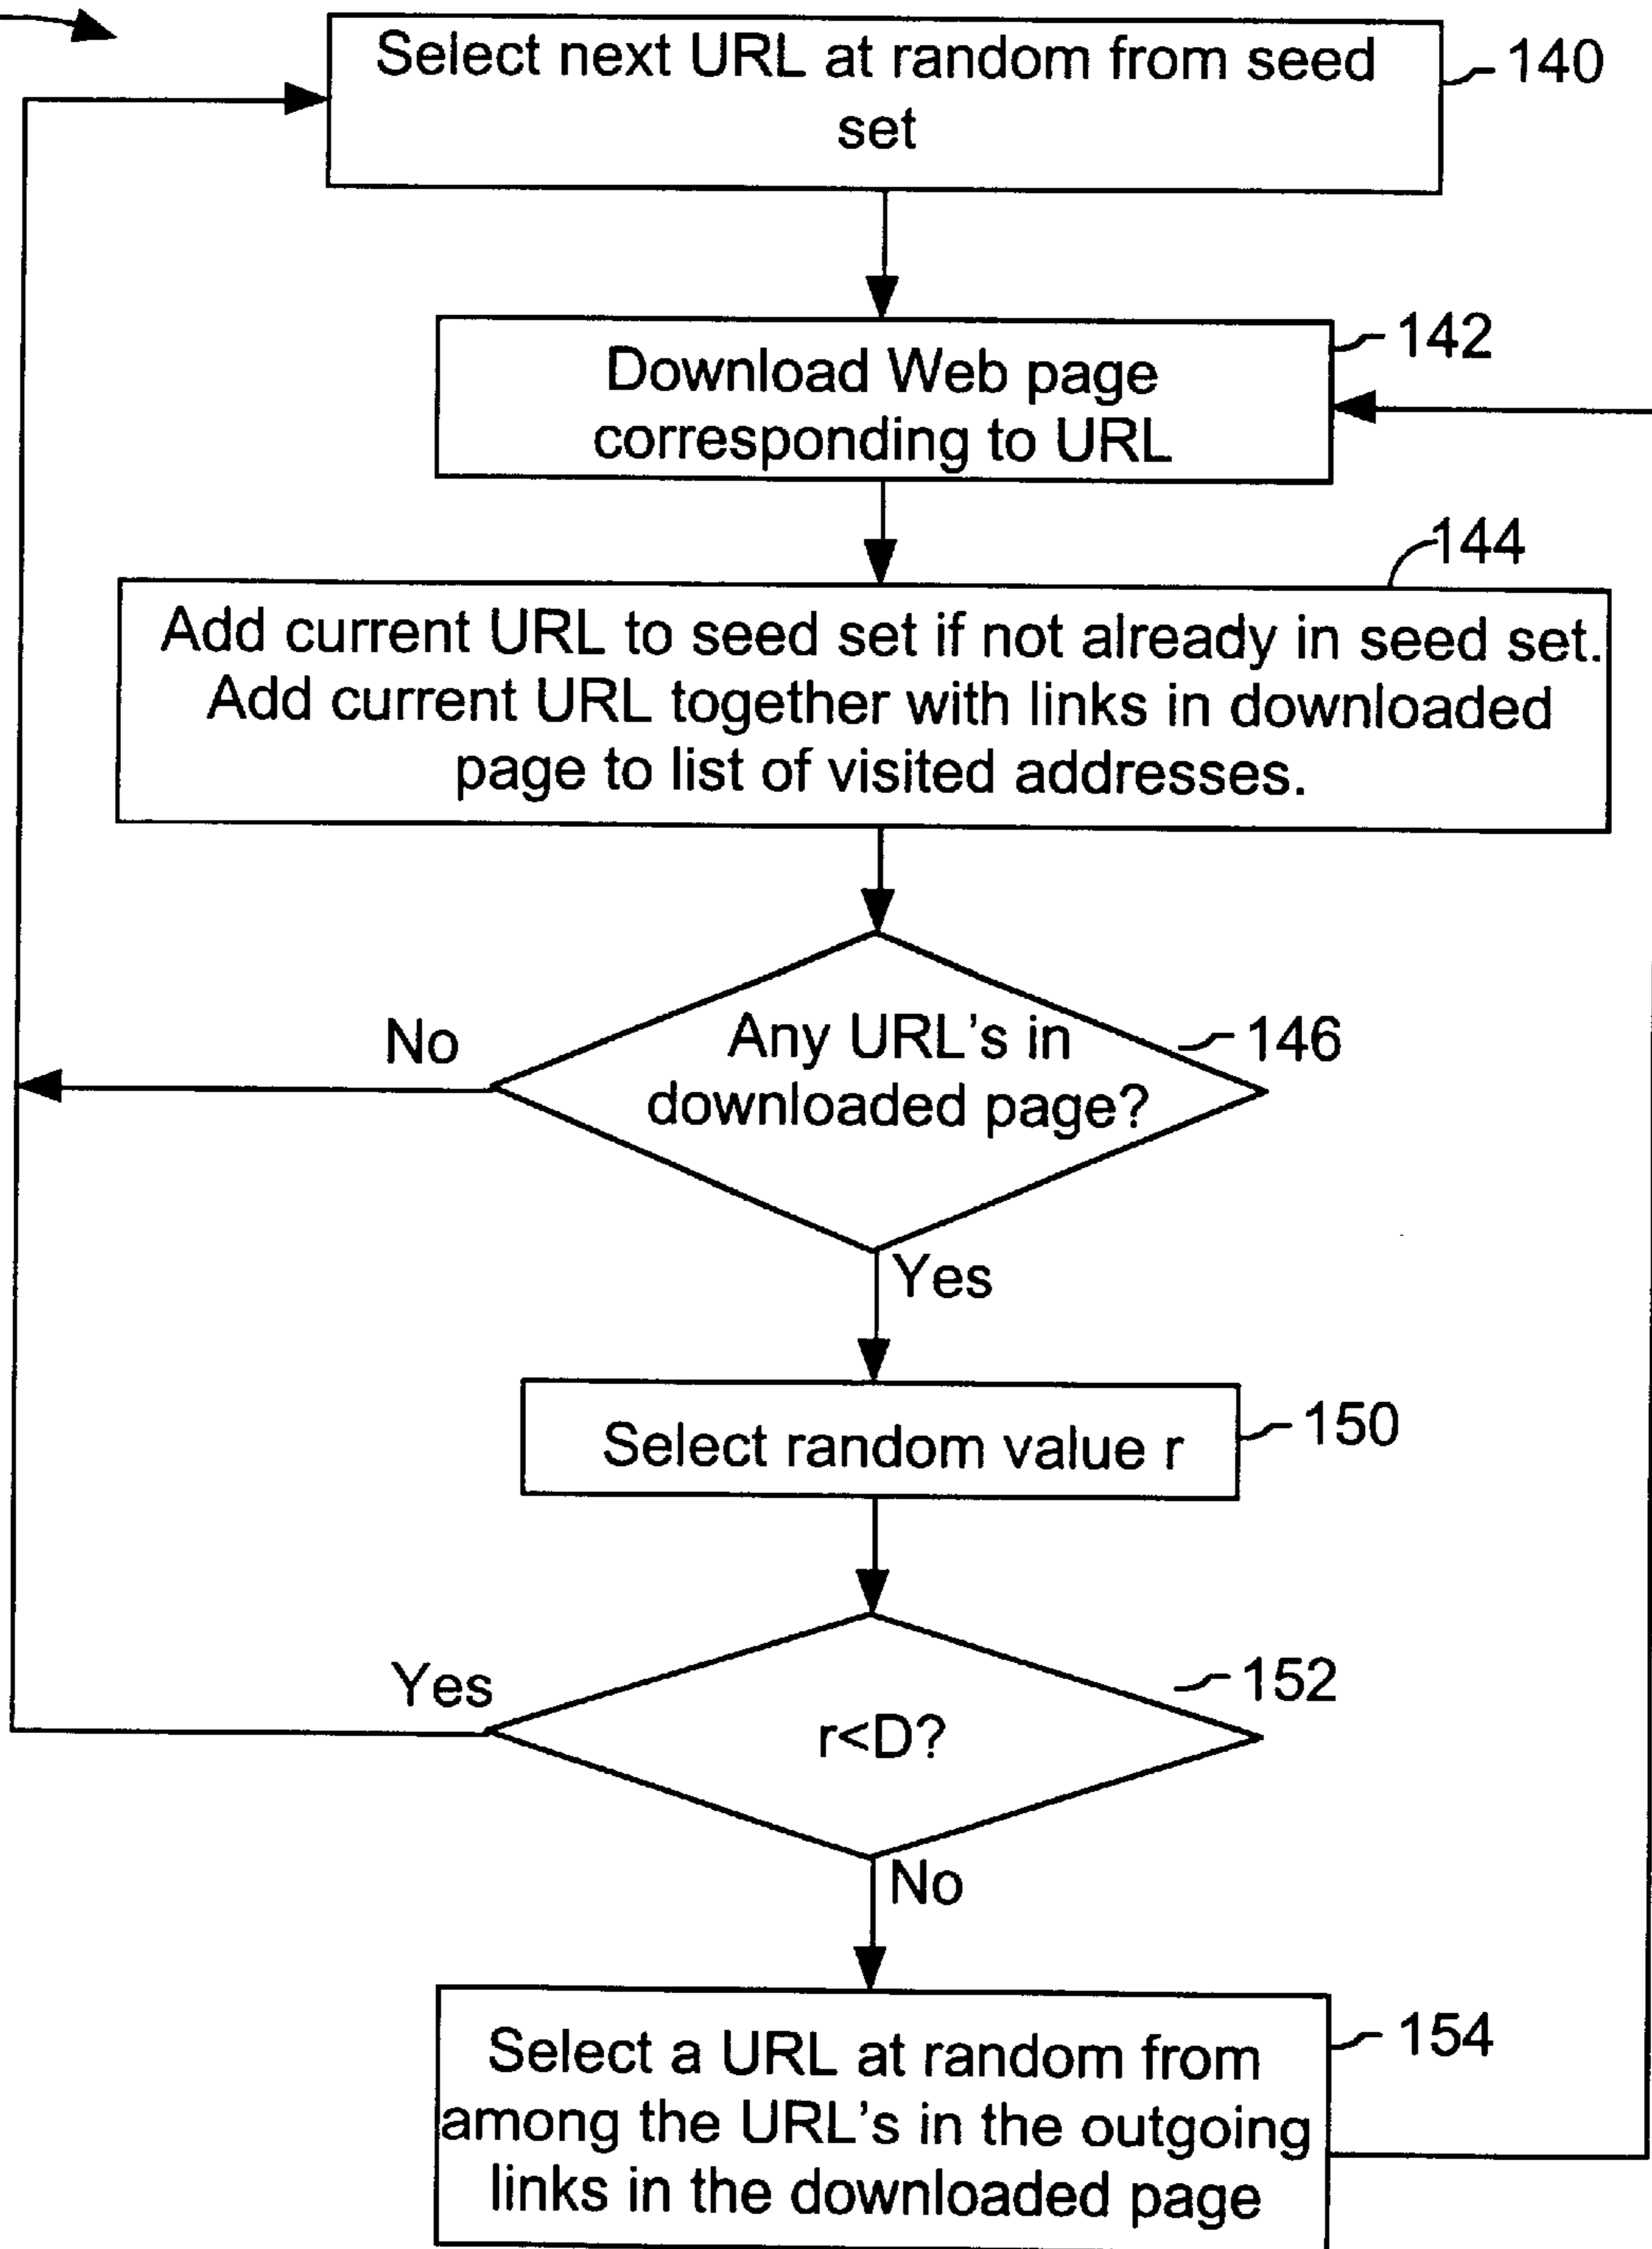 Select next URL at random from seed
set
140
Download Web page
corresponding to URL
142
144
Add current URL to seed set if not already in seed set.
Add current URL together with links in downloaded
page to list of visited addresses.
No
Any URL's in
downloaded page?
146
Yes
Select random value r
150
Yes
r<D?
152
No
Select a URL at random from
among the URL's in the outgoing
links in the downloaded page
154